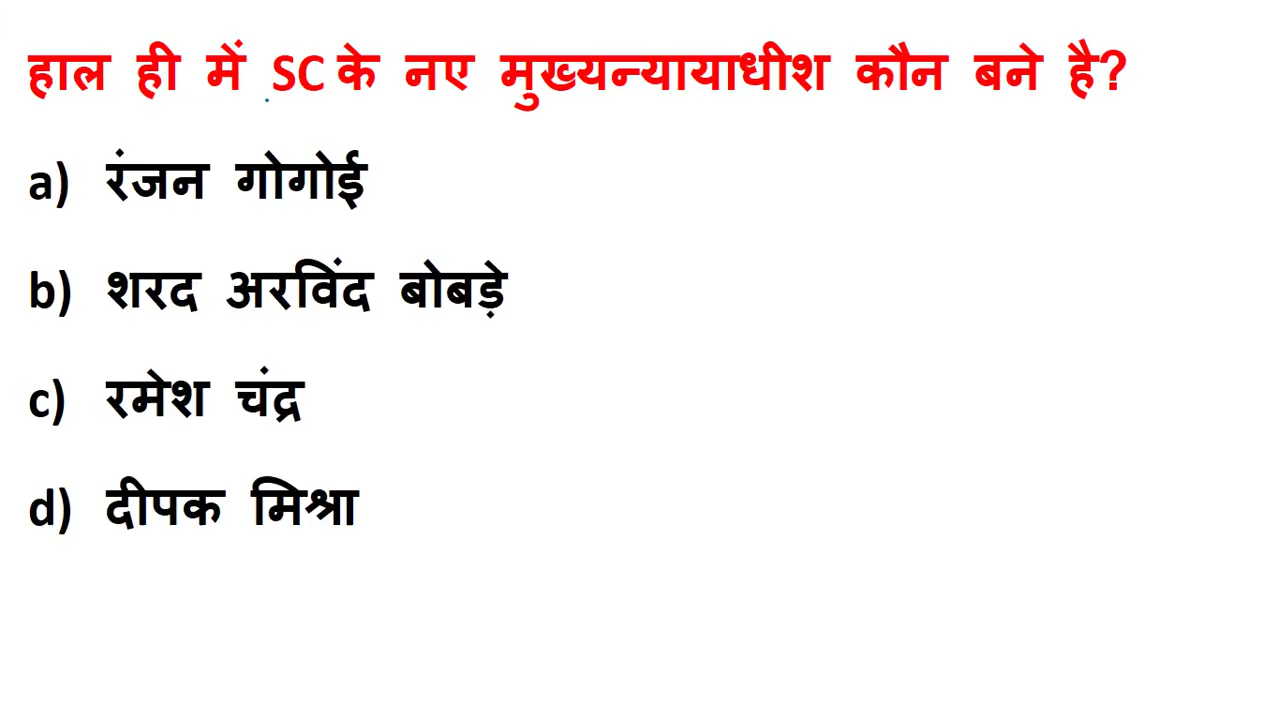 हाल ही में SC के नए मुख्यन्यायाधीश कौन बने है?
a) रंजन गोगोई
b) शरद अरविंद बोबड़े
c) रमेश चंद्र
d) दीपक मिश्रा